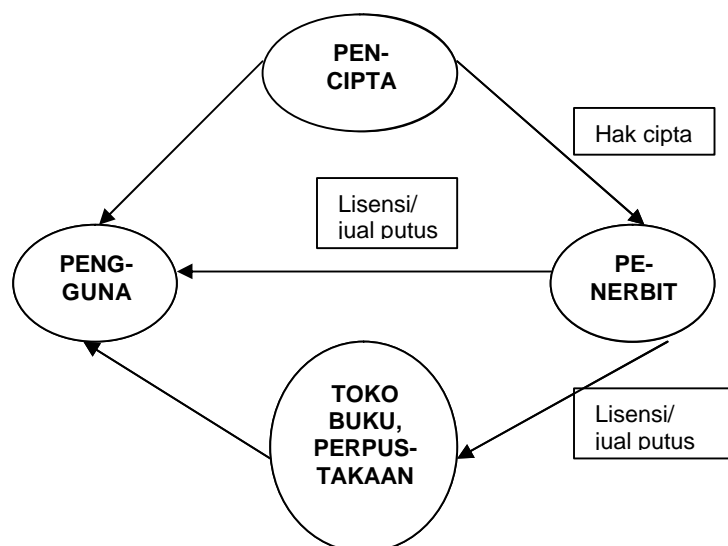 PEN-
CIPTA
Hak cipta
Lisensi/
jual putus
PENG-
GUNA
PE-
NERBIT
TOKO
BUKU,
PERPUS-
TAKAAN
Lisensi/
jual putus